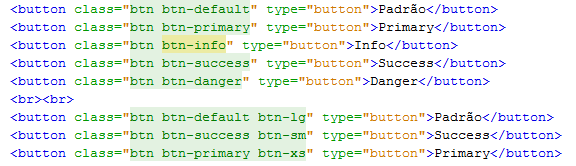 <button class="btn btn-default" type="button">Padrão</button>
<button class="btn btn-primary" type="button">Primary</button>
<button class="btn btn-info" type="button">Info</button>
<button class="btn btn-success" type="button">Success</button>
<button class="btn btn-danger" type="button">Danger</button>
<br><br>
<button class="btn btn-default btn-lg" type="button">Padrão</button>
<button class="btn btn-success btn-sm" type="button">Success</button>
<button class="btn btn-primary btn-xs" type="button">Primary</button>